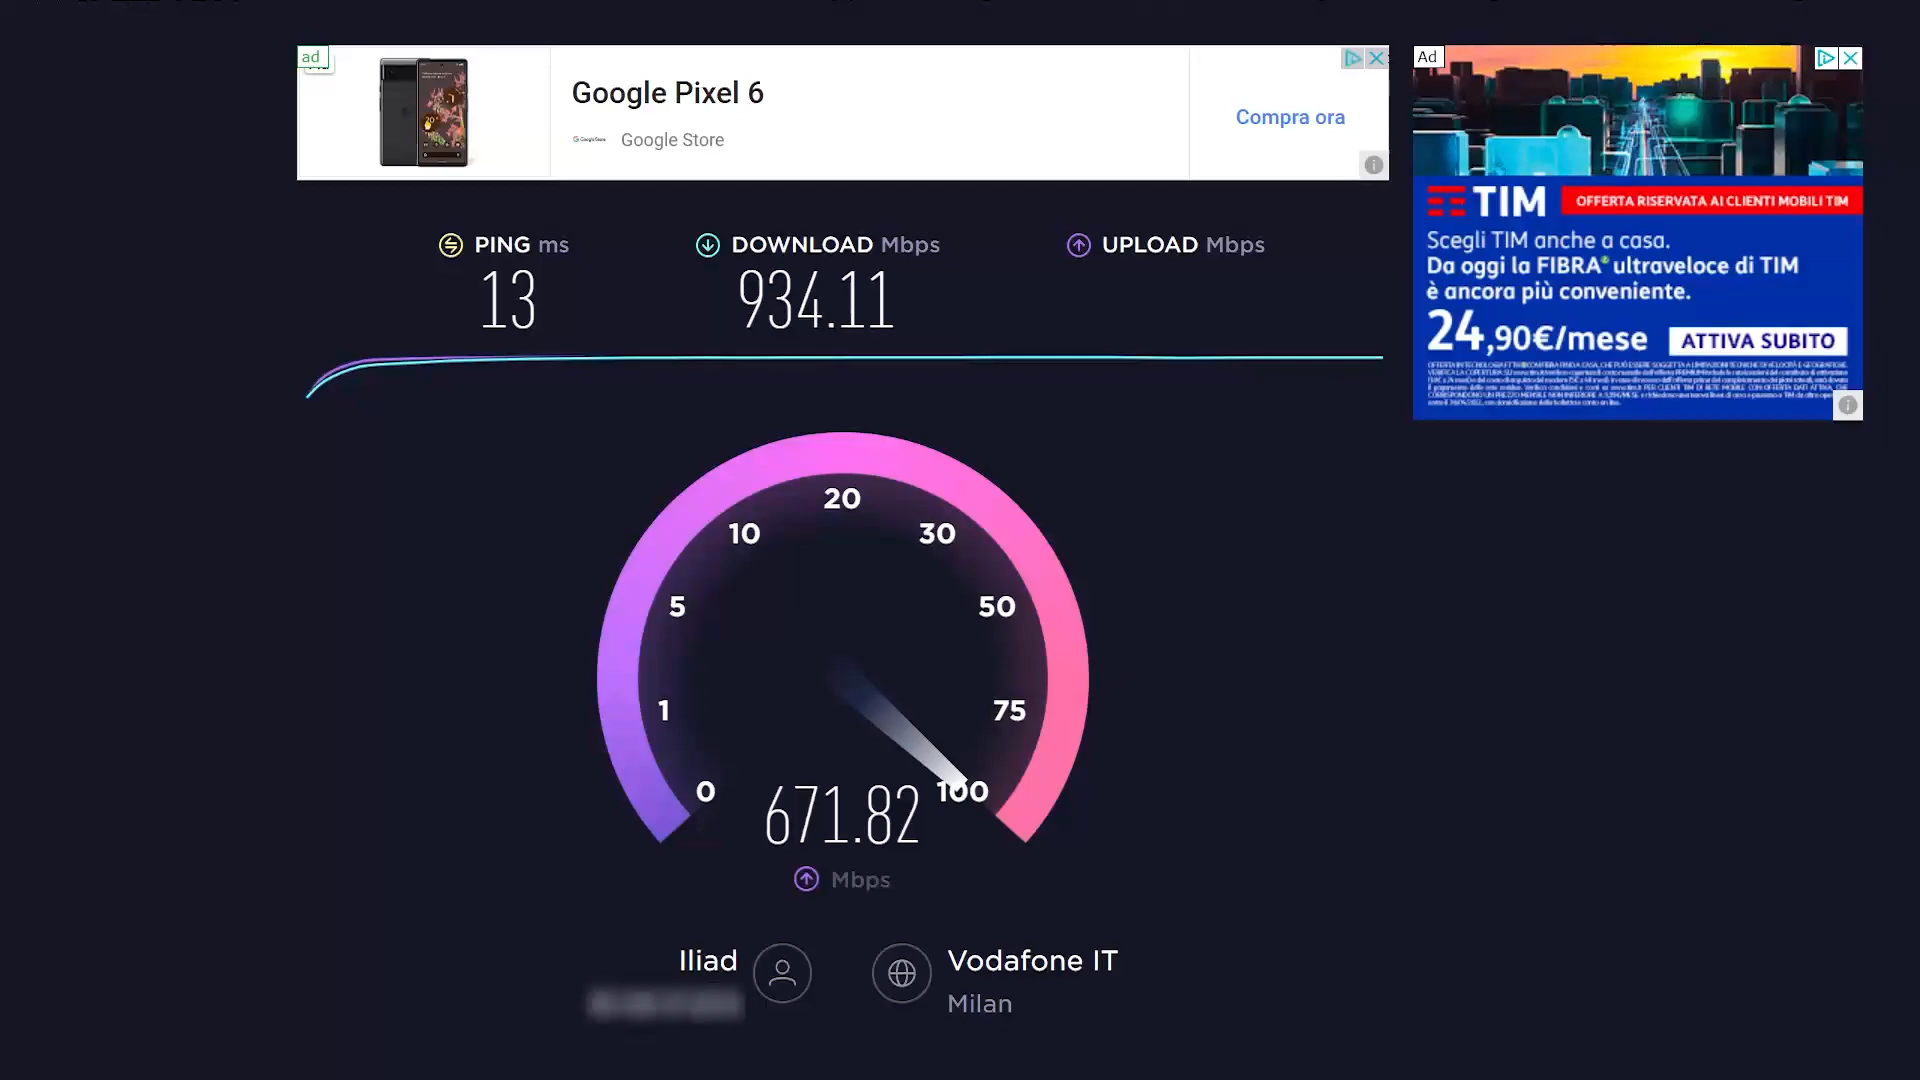 ad
Google Pixel 6
Google Store
Compra ora
Ad
TIM
OFFERTA RISERVATA AI CLIENTI MOBILI TIM
Scegli TIM anche a casa.
Da oggi la FIBRA ultraveloce di TIM
è ancora più conveniente.
24,90€/mese
ATTIVA SUBITO
PING ms
13
DOWNLOAD Mbps
934.11
UPLOAD Mbps
0
1
5
10
20
30
50
75
100
671.82
Mbps
Iliad
Vodafone IT
Milan